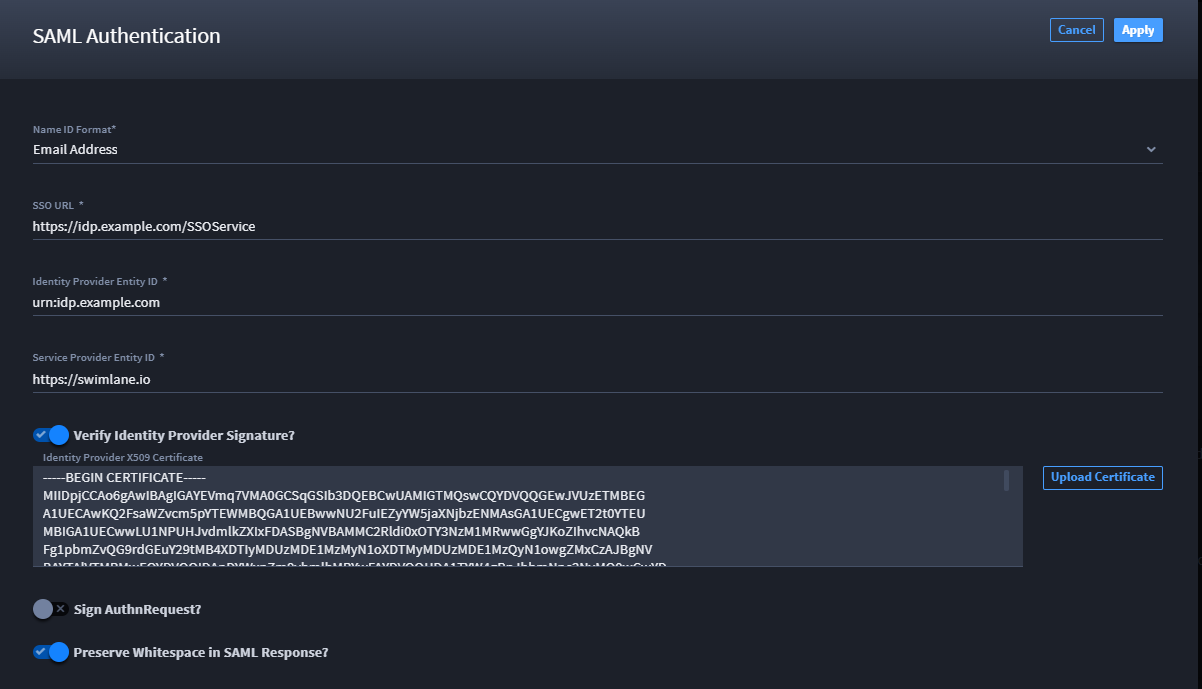 SAML Authentication
Cancel
Apply
Name ID Format*
Email Address
SSO URL *
https://idp.example.com/SSOService
Identity Provider Entity ID *
urn:idp.example.com
Service Provider Entity ID *
https://swimlane.io
Verify Identity Provider Signature?
Identity Provider X509 Certificate
-----BEGIN CERTIFICATE-----
MIIDpjCCAo6gAwIBAgIGAYEVmq7VMA0GCSqGSIb3DQEBCwUAMIGTMQswCQYDVQQGEwJVUzETMBEG
A1UECAwKQ2FsaWZvcm5pYTEWMBQGA1UEBwwNU2FuIEZyYW5jaXNjbzENMAsGA1UECgwET2t0YTEU
MBIGA1UECwwLU1NPUHJvdmlkZXIxFDASBgNVBAMMC2Rldi0xOTY3NzM1MRwwGgYJKoZIhvcNAQkB
Fg1pbmZvQG9rdGEuY29tMB4XDTIyMDUzMDE1MzMyN1oXDTMyMDUzMDE1MzQyN1owgZMxCzAJBgNV
Upload Certificate
Sign AuthnRequest?
Preserve Whitespace in SAML Response?